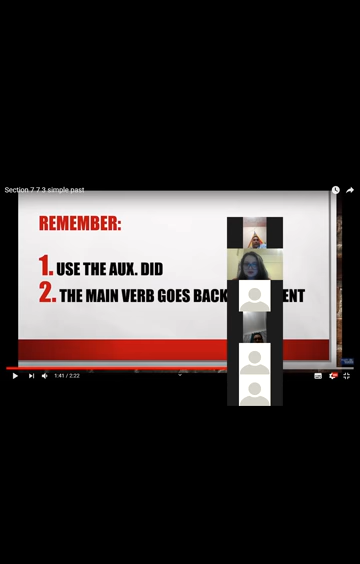 Section 7.7.3 simple past
REMEMBER:
1. USE THE AUX. DID
2. THE MAIN VERB GOES BACK ENT
1:41 / 2:22